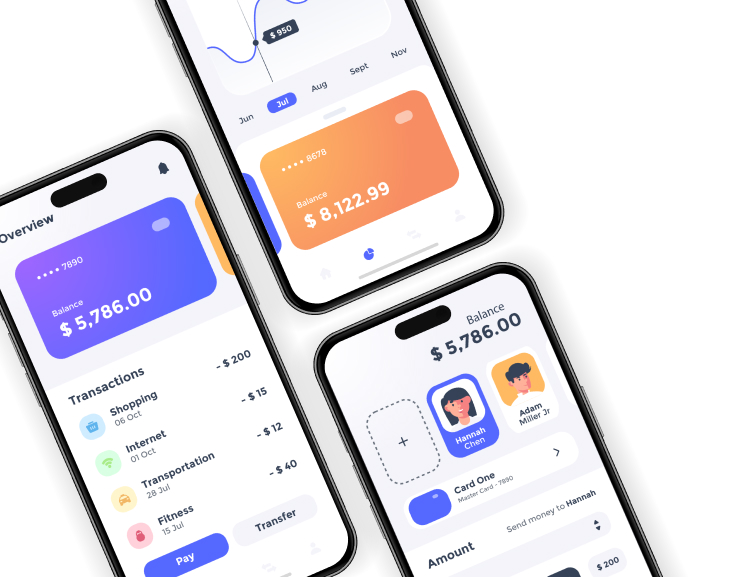 $ 950
Jun
Jul
Aug
Sept
Nov
•••• 8678
Balance
$ 8,122.99
Overview
•••• 7890
Balance
$ 5,786.00
Transactions
Shopping
06 Oct
- $ 200
Internet
01 Oct
- $ 15
Transportation
28 Jul
- $ 12
Fitness
15 Jul
- $ 40
Pay
Transfer
Balance
$ 5,786.00
+
Hannah
Chen
Adam
Miller Jr
Card One
Master Card - 7890
Amount
Send money to Hannah
$ 200